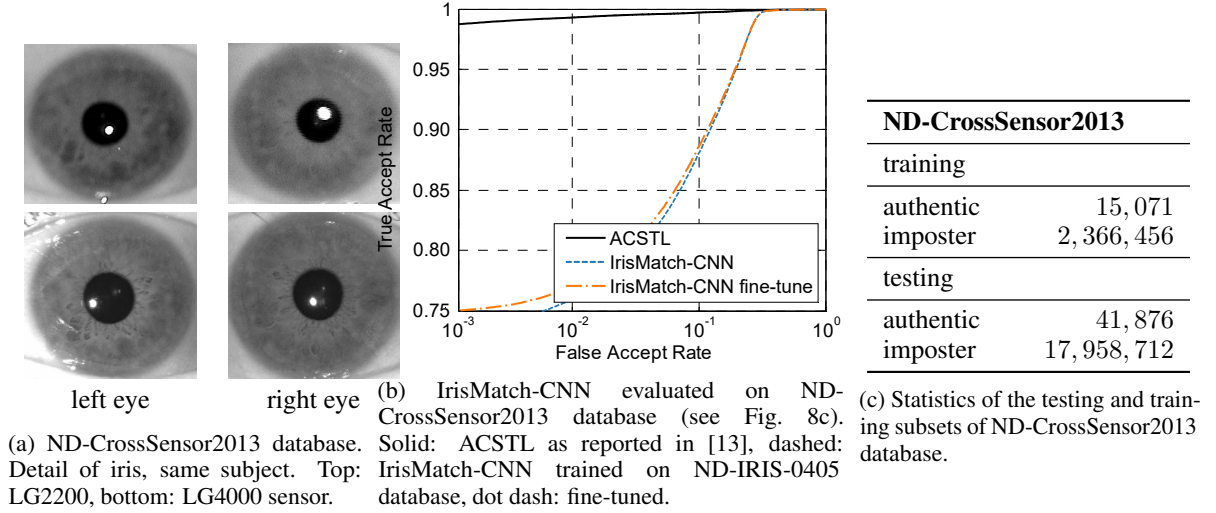 left eye
right eye
(a) ND-CrossSensor2013 database.
Detail of iris, same subject. Top:
LG2200, bottom: LG4000 sensor.
1
0.95
0.90
0.85
0.80
0.75
True Accept Rate
ACSTL
IrisMatch-CNN
IrisMatch-CNN fine-tune
10^-3
10^-2
10^-1
10^0
False Accept Rate
(b) IrisMatch-CNN evaluated on ND-
CrossSensor2013 database (see Fig. 8c).
Solid: ACSTL as reported in [13], dashed:
IrisMatch-CNN trained on ND-IRIS-0405
database, dot dash: fine-tuned.
ND-CrossSensor2013
training
authentic 15,071
imposter 2,366,456
testing
authentic 41,876
imposter 17,958,712
(c) Statistics of the testing and train-
ing subsets of ND-CrossSensor2013
database.